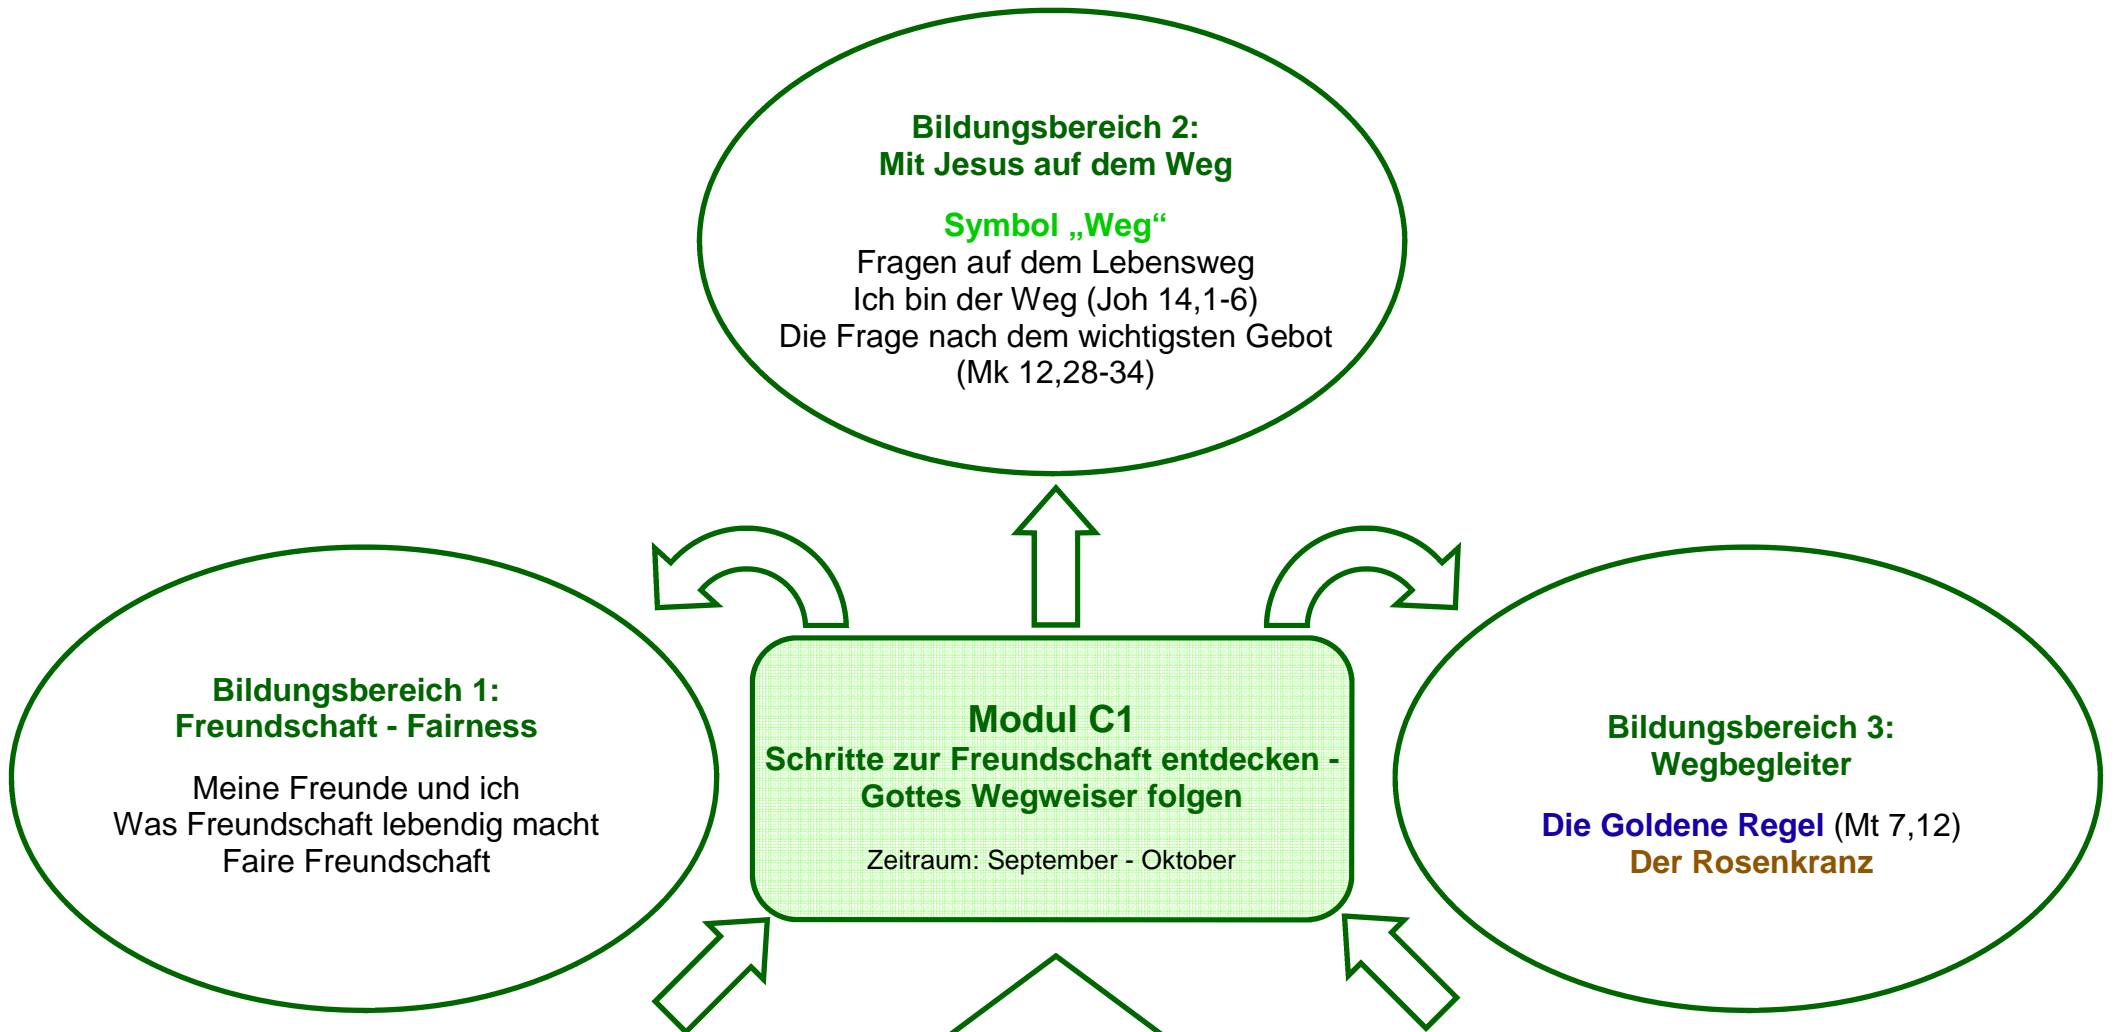 Bildungsbereich 2:
Mit Jesus auf dem Weg
Symbol „Weg“
Fragen auf dem Lebensweg
Ich bin der Weg (Joh 14,1-6)
Die Frage nach dem wichtigsten Gebot
(Mk 12,28-34)
Bildungsbereich 1:
Freundschaft - Fairness
Meine Freunde und ich
Was Freundschaft lebendig macht
Faire Freundschaft
Modul C1
Schritte zur Freundschaft entdecken -
Gottes Wegweiser folgen
Zeitraum: September - Oktober
Bildungsbereich 3:
Wegbegleiter
Die Goldene Regel (Mt 7,12)
Der Rosenkranz